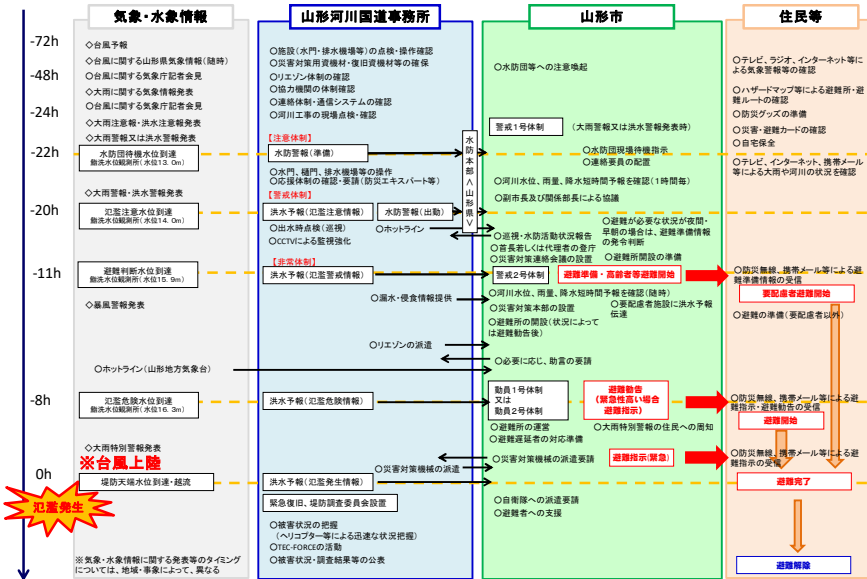 気象・水象情報
山形河川国道事務所
山形市
住民等
-72h
-48h
-24h
-22h
-20h
-11h
-8h
0h
氾濫発生
◇台風予報
◇台風に関する山形県気象情報(随時)
◇台風に関する気象庁記者会見
◇大雨に関する気象情報発表
◇台風に関する気象庁記者会見
◇大雨注意報・洪水注意報発表
◇大雨警報又は洪水警報発表
水防団待機水位到達
鮨洗水位観測所(水位13.0m)
◇大雨警報・洪水警報発表
氾濫注意水位到達
鮨洗水位観測所(水位14.0m)
避難判断水位到達
鮨洗水位観測所(水位15.9m)
◇暴風警報発表
○ホットライン(山形地方気象台)
氾濫危険水位到達
鮨洗水位観測所(水位16.3m)
◇大雨特別警報発表
※台風上陸
堤防天端水位到達・越流
※気象・水象情報に関する発表等のタイミング
については、地域・事象によって、異なる
○施設(水門・排水機場等)の点検・操作確認
○災害対策用資機材・復旧資機材等の確保
○リエゾン体制の確認
○協力機関の体制確認
○連絡体制・通信システムの確認
○河川工事の現場点検・確認
【注意体制】
水防警報(準備)
○水門、樋門、排水機場等の操作
○応援体制の確認・要請(防災エキスパート等)
【警戒体制】
洪水予報(氾濫注意情報)
水防警報(出動)
○出水時点検(巡視)
○CCTVによる監視強化
○ホットライン
【非常体制】
洪水予報(氾濫警戒情報)
○漏水・侵食情報提供
○リエゾンの派遣
洪水予報(氾濫危険情報)
○災害対策機械の派遣
洪水予報(氾濫発生情報)
緊急復旧、堤防調査委員会設置
○被害状況の把握
(ヘリコプター等による迅速な状況把握)
○TEC-FORCEの活動
○被害状況・調査結果等の公表
水防本部<山形県>
○水防団等への注意喚起
警戒1号体制
(大雨警報又は洪水警報発表時)
○水防団現場待機指示
○連絡要員の配置
○河川水位、雨量、降水短時間予報を確認(1時間毎)
○副市長及び関係部長による協議
○避難が必要な状況が夜間・
早朝の場合は、避難準備情報
の発令判断
○巡視・水防活動状況報告
○首長若しくは代理者の登庁
○災害対策連絡会議の設置
○避難所開設の準備
警戒2号体制
避難準備・高齢者等避難開始
○河川水位、雨量、降水短時間予報を確認(随時)
○災害対策本部の設置
○要配慮者施設に洪水予報
伝達
○避難所の開設(状況によって
は避難勧告後)
○必要に応じ、助言の要請
動員1号体制
又は
動員2号体制
避難勧告
(緊急性高い場合
避難指示)
○避難所の運営
○避難遅延者の対応準備
○大雨特別警報の住民への周知
○災害対策機械の派遣要請
避難指示(緊急)
○自衛隊への派遣要請
○避難者への支援
○テレビ、ラジオ、インターネット等に
よる気象警報等の確認
○ハザードマップ等による避難所・避
難ルートの確認
○防災グッズの準備
○災害・避難カードの確認
○自宅保全
○テレビ、インターネット、携帯メール
等による大雨や河川の状況を確認
○防災無線、携帯メール等による避
難準備情報の受信
要配慮者避難開始
○避難の準備(要配慮者以外)
○防災無線、携帯メール等による避
難指示・避難勧告の受信
避難開始
○防災無線、携帯メール等による避
難指示の受信
避難完了
避難解除